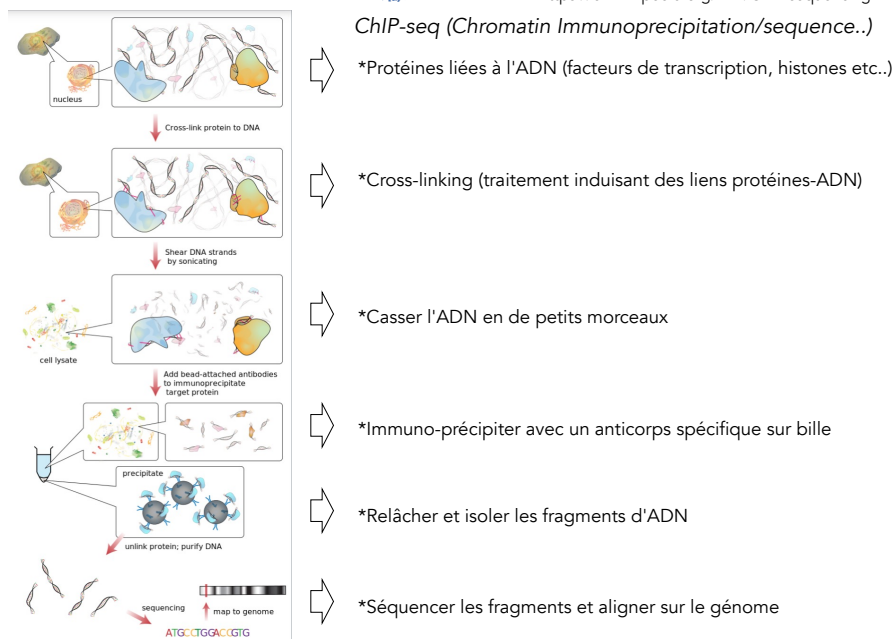 ChIP-seq (Chromatin Immunoprecipitation/sequence..)
*Protéines liées à l'ADN (facteurs de transcription, histones etc..)
nucleus
Cross-link protein to DNA
*Cross-linking (traitement induisant des liens protéines-ADN)
Shear DNA strands
by sonicating
*Casser l'ADN en de petits morceaux
cell lysate
Add bead-attached antibodies
to immunoprecipitate
target protein
*Immuno-précipiter avec un anticorps spécifique sur bille
precipitate
*Relâcher et isoler les fragments d'ADN
unlink protein; purify DNA
sequencing
map to genome
*Séquencer les fragments et aligner sur le génome
ATGCCTGGACCGTG